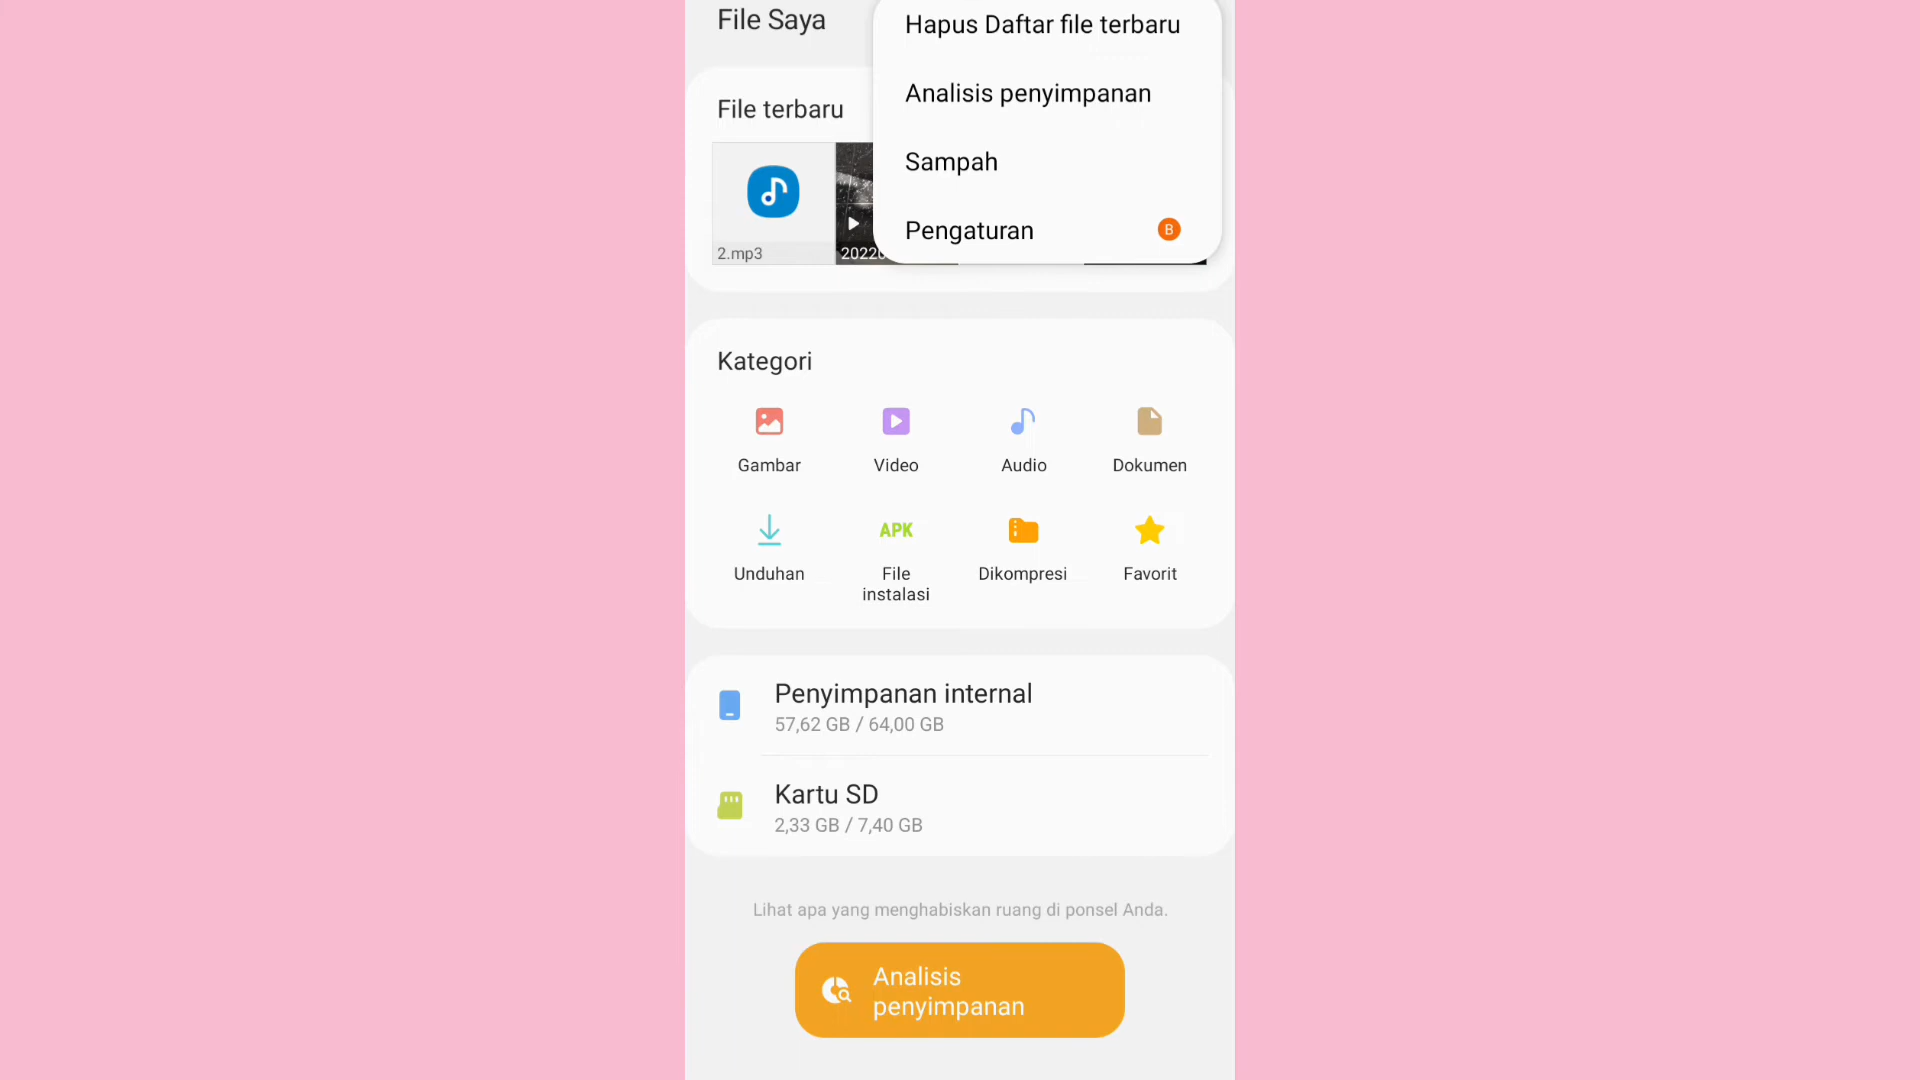 File Saya
Hapus Daftar file terbaru
Analisis penyimpanan
Sampah
Pengaturan
B
File terbaru
2.mp3
Kategori
Gambar
Video
Audio
Dokumen
Unduhan
APK
File
instalasi
Dikompresi
Favorit
Penyimpanan internal
57,62 GB / 64,00 GB
Kartu SD
2,33 GB / 7,40 GB
Lihat apa yang menghabiskan ruang di ponsel Anda.
Analisis
penyimpanan